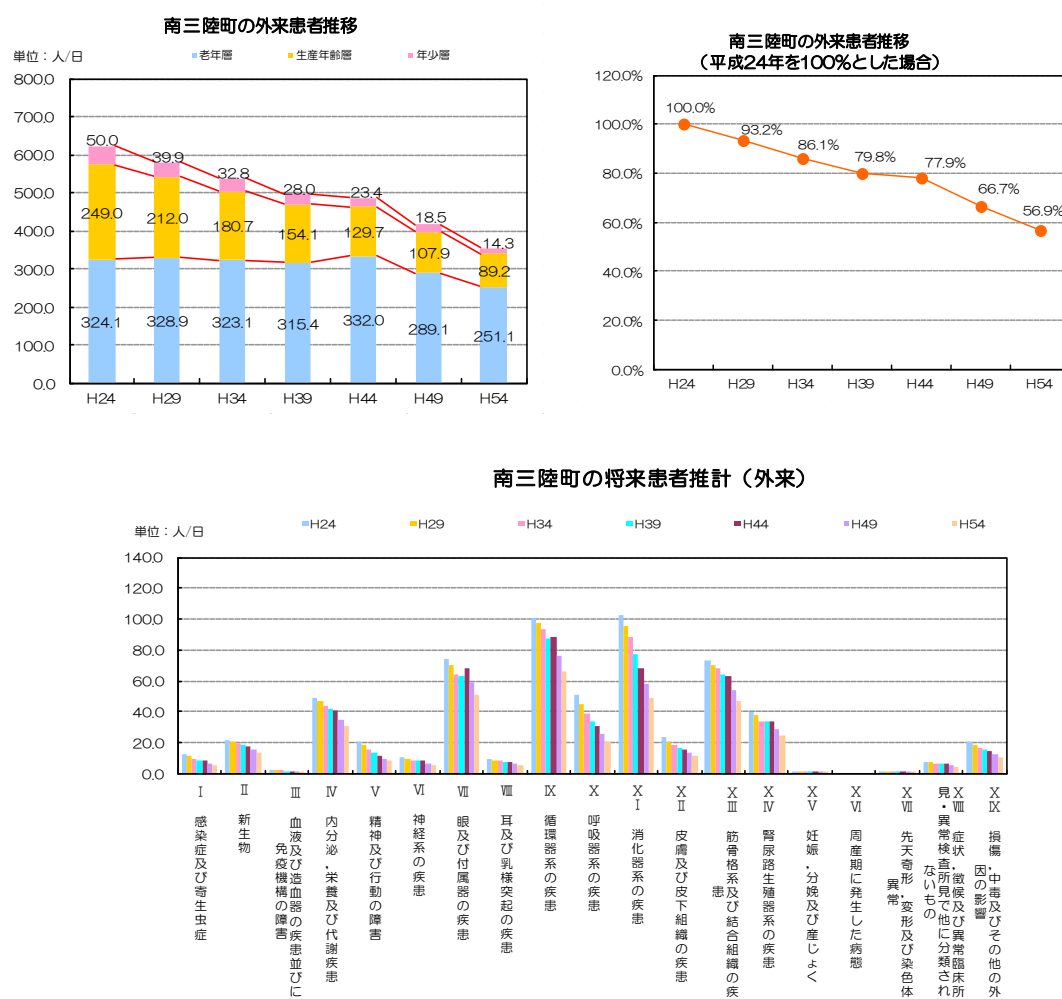 南三陸町の外来患者推移
単位：人/日
老年層 生産年齢層 年少層
800.0
700.0
600.0
500.0
400.0
300.0
200.0
100.0
0.0
50.0 39.9 32.8 28.0 23.4 18.5 14.3
249.0 212.0 180.7 154.1 129.7 107.9 89.2
324.1 328.9 323.1 315.4 332.0 289.1 251.1
H24 H29 H34 H39 H44 H49 H54
南三陸町の外来患者推移
（平成24年を100%とした場合）
120.0%
100.0%
80.0%
60.0%
40.0%
20.0%
0.0%
100.0% 93.2% 86.1% 79.8% 77.9% 66.7% 56.9%
H24 H29 H34 H39 H44 H49 H54
南三陸町の将来患者推計（外来）
単位：人/日
H24 H29 H34 H39 H44 H49 H54
140.0
120.0
100.0
80.0
60.0
40.0
20.0
0.0
Ⅰ 感染症及び寄生虫症
Ⅱ 新生物
Ⅲ 血液及び造血器の疾患並びに
免疫機構の障害
Ⅳ 内分泌，栄養及び代謝疾患
Ⅴ 精神及び行動の障害
Ⅵ 神経系の疾患
Ⅶ 眼及び付属器の疾患
Ⅷ 耳及び乳様突起の疾患
Ⅸ 循環器系の疾患
Ⅹ 呼吸器系の疾患
ⅩⅠ 消化器系の疾患
ⅩⅡ 皮膚及び皮下組織の疾患
ⅩⅢ 筋骨格系及び結合組織の疾
患
ⅩⅣ 腎尿路生殖器系の疾患
ⅩⅤ 妊娠，分娩及び産じょく
ⅩⅥ 周産期に発生した病態
ⅩⅦ 先天奇形，変形及び染色体
異常
ⅩⅧ 症状，徴候及び異常臨床所
見・異常検査所見で他に分類され
ないもの
ⅩⅨ 損傷，中毒及びその他の外
因の影響